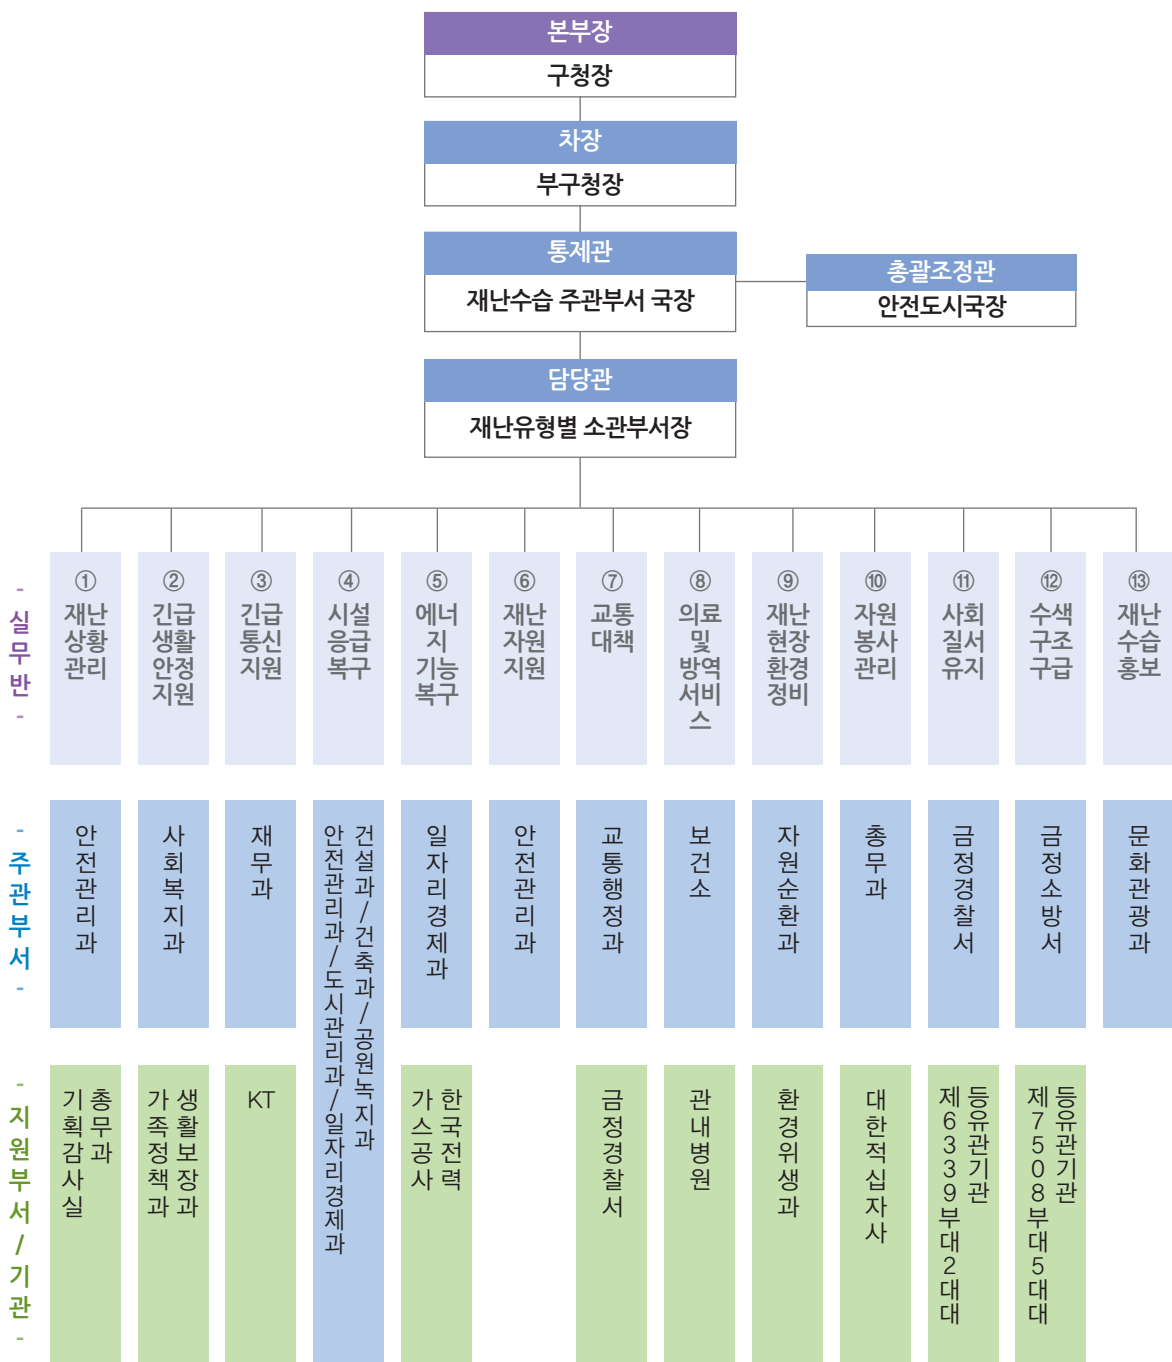 본부장
구청장
차장
부구청장
통제관
재난수습 주관부서 국장
총괄조정관
안전도시국장
담당관
재난유형별 소관부서장
- 실무반 -
①
재난
상황
관리
②
긴급
생활
안정
지원
③
긴급
통신
지원
④
시설
응급
복구
⑤
에너
지
기능
복구
⑥
재난
자원
지원
⑦
교통
대책
⑧
의료
및
방역
서비
스
⑨
재난
현장
환경
정비
⑩
자원
봉사
관리
⑪
사회
질서
유지
⑫
수색
구조
구급
⑬
재난
수습
홍보
- 주관부서 -
안전관리과
사회복지과
재무과
안전관리과/도시관리과/일자리경제과
건설과/건축과/공원녹지과
일자리경제과
안전관리과
교통행정과
보건소
자원순환과
총무과
금정경찰서
금정소방서
문화관광과
- 지원부서/기관 -
기획감사실
총무과
가족정책과
생활보장과
KT
가스공사
한국전력
금정경찰서
관내병원
환경위생과
대한적십자사
제6339부대2대대
등유관기관
제7508부대5대대
등유관기관